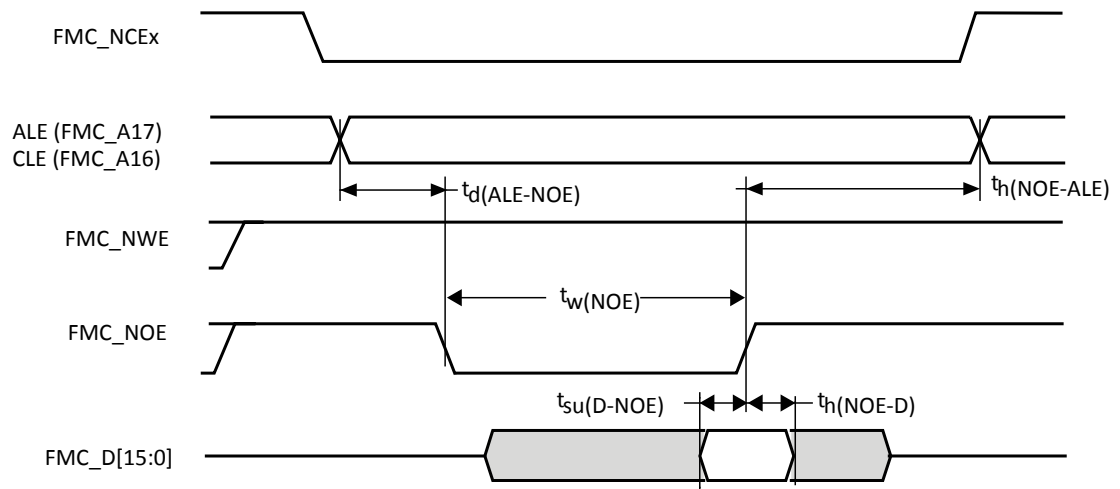 FMC_NCEx
ALE (FMC_A17)
CLE (FMC_A16)
td(ALE-NOE)
th(NOE-ALE)
FMC_NWE
tw(NOE)
FMC_NOE
tsu(D-NOE)
th(NOE-D)
FMC_D[15:0]